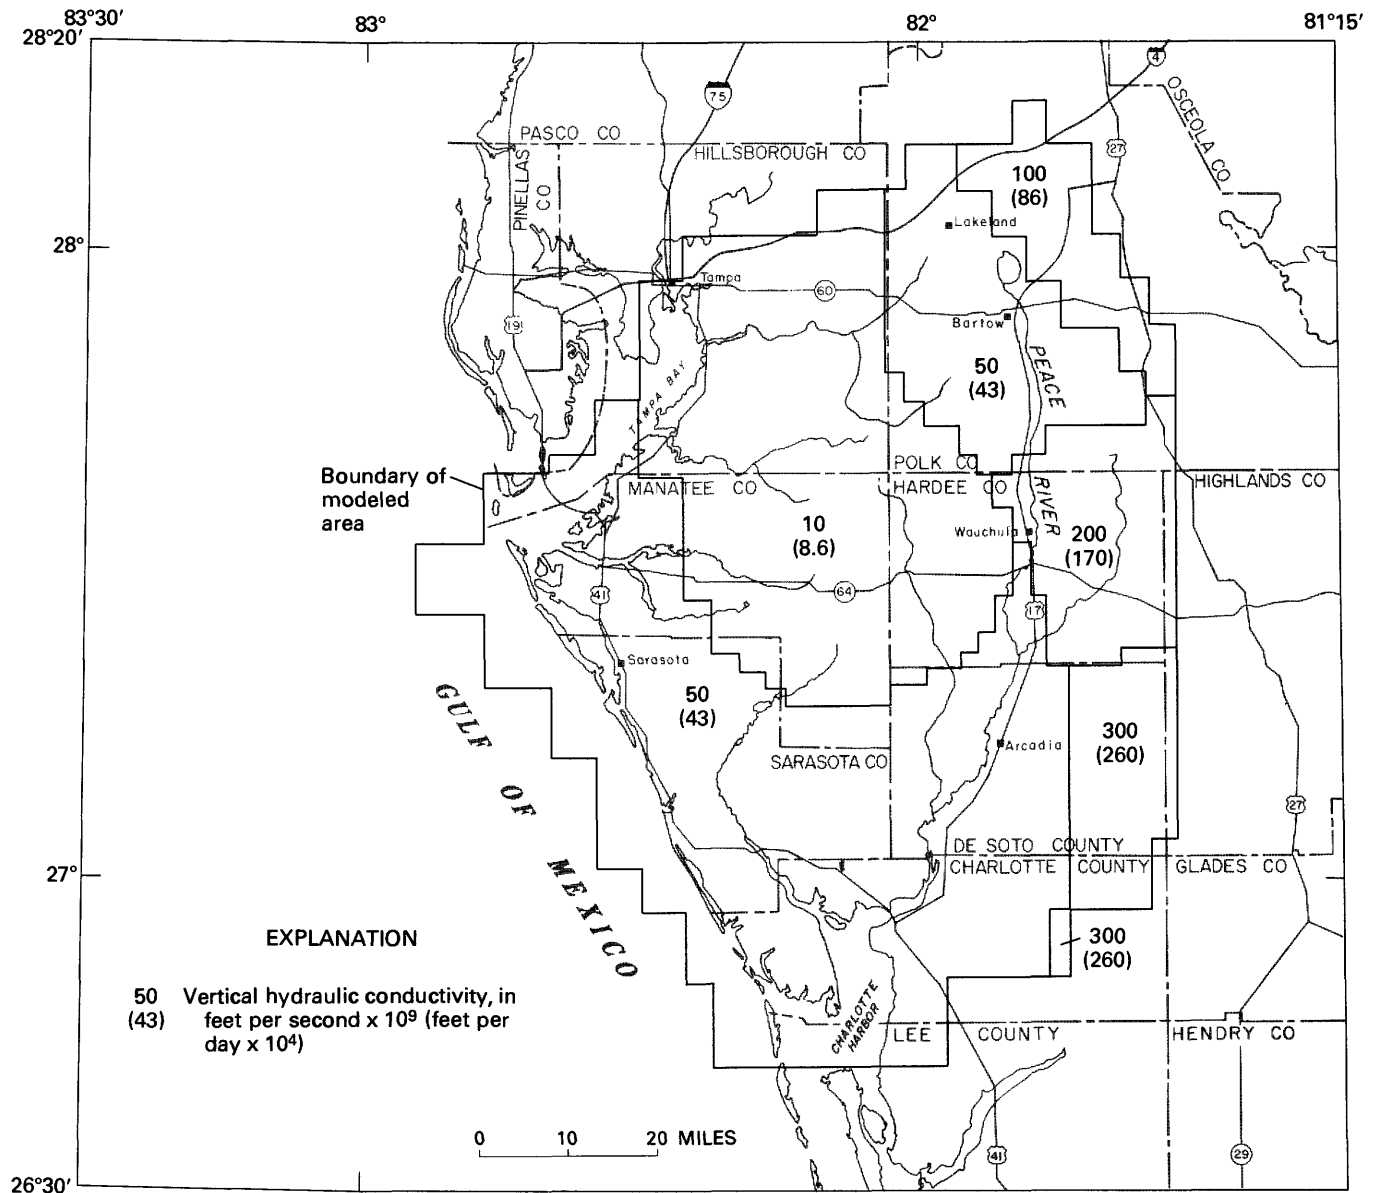 83°30′
83°
82°
81°15′
28°20′
4
75
OSCEOLA CO
PASCO CO
HILLSBOROUGH CO
27
PINELLAS
CO
100
(86)
Lakeland
28°
Tampa
60
19
Bartow
PEACE
RIVER
50
(43)
TAMPA BAY
Boundary of
modeled
area
POLK CO
MANATEE CO
HARDEE CO
HIGHLANDS CO
10
(8.6)
Wauchula
200
(170)
41
64
17
Sarasota
50
(43)
GULF OF MEXICO
300
(260)
Arcadia
SARASOTA CO
27
DE SOTO COUNTY
CHARLOTTE COUNTY
GLADES CO
27°
300
(260)
EXPLANATION
50 Vertical hydraulic conductivity, in
(43) feet per second x 10⁹ (feet per
day x 10⁴)
CHARLOTTE
HARBOR
LEE COUNTY
HENDRY CO
0 10 20 MILES
41
29
26°30′